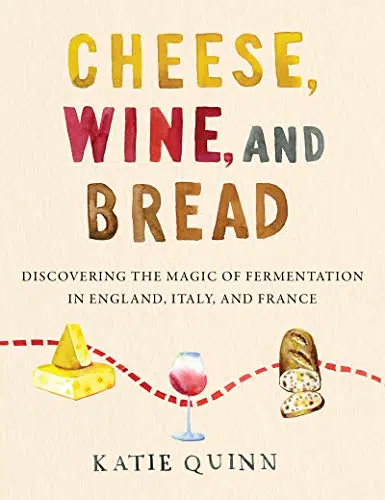 CHEESE,
WINE, AND
BREAD
DISCOVERING THE MAGIC OF FERMENTATION
IN ENGLAND, ITALY, AND FRANCE
KATIE QUINN